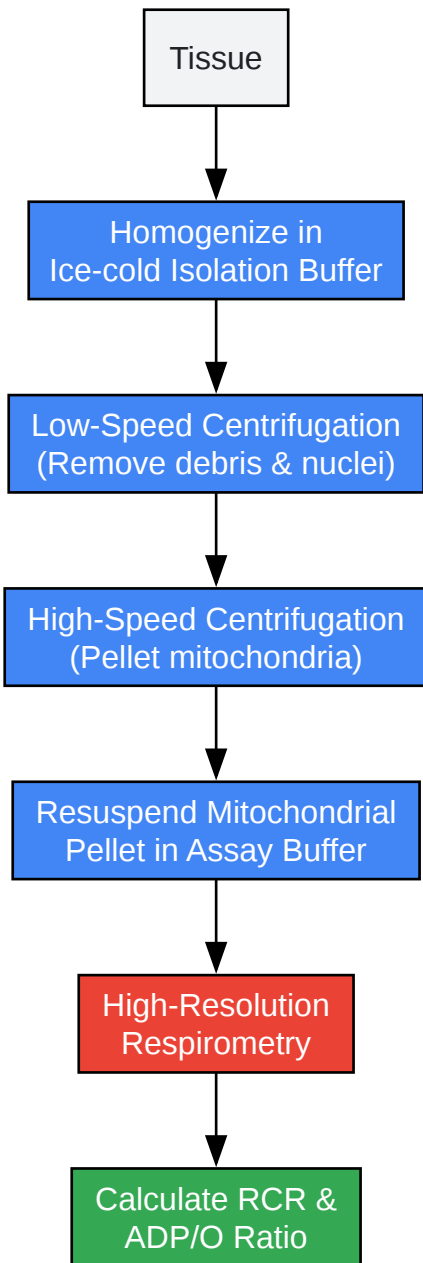 Tissue
Homogenize in
Ice-cold Isolation Buffer
Low-Speed Centrifugation
(Remove debris & nuclei)
High-Speed Centrifugation
(Pellet mitochondria)
Resuspend Mitochondrial
Pellet in Assay Buffer
High-Resolution
Respirometry
Calculate RCR &
ADP/O Ratio